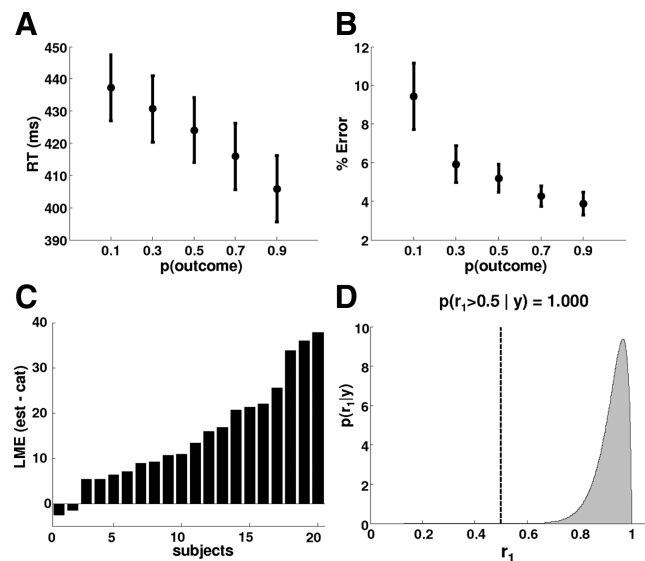 A
RT (ms)
450
440
430
420
410
400
390
0.1 0.3 0.5 0.7 0.9
p(outcome)
B
% Error
12
10
8
6
4
2
0.1 0.3 0.5 0.7 0.9
p(outcome)
C
LME (est - cat)
40
30
20
10
0
0 5 10 15 20
subjects
D
p(r₁>0.5 | y) = 1.000
p(r₁|y)
10
8
6
4
2
0
0 0.2 0.4 0.6 0.8 1
r₁